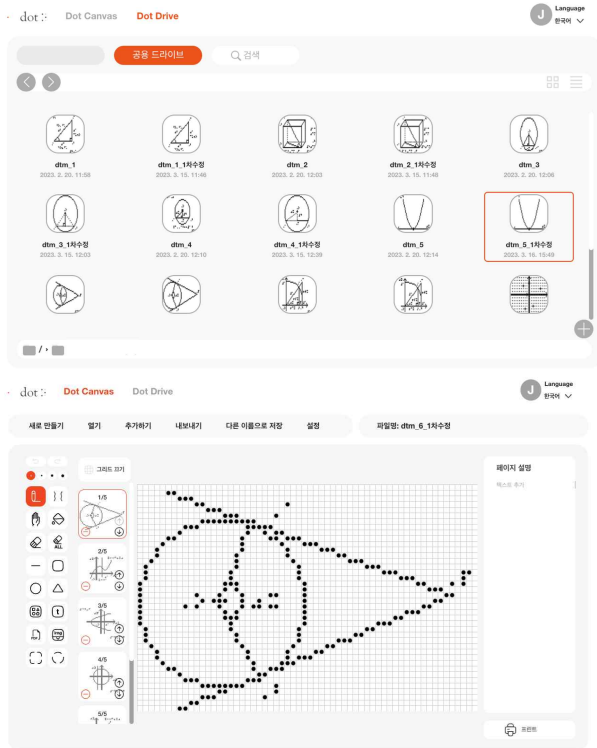 dot Dot Canvas Dot Drive
J Language
한국어
공용 드라이브 검색
dtm_1 dtm_1_1차수정 dtm_2 dtm_2_1차수정 dtm_3
2023. 2. 20. 11:58 2023. 3. 15. 11:46 2023. 2. 20. 12:03 2023. 3. 15. 11:48 2023. 2. 20. 12:06
dtm_3_1차수정 dtm_4 dtm_4_1차수정 dtm_5 dtm_5_1차수정
2023. 3. 15. 12:03 2023. 2. 20. 12:10 2023. 3. 15. 12:39 2023. 2. 20. 12:14 2023. 3. 16. 15:49
/ ›
dot Dot Canvas Dot Drive
J Language
한국어
새로 만들기 열기 추가하기 내보내기 다른 이름으로 저장 설정 파일명: dtm_6_1차수정
그리드 끄기
페이지 설명
텍스트 추가
1/5
2/5
3/5
4/5
5/5
ALL
t
PDF
img
프린트